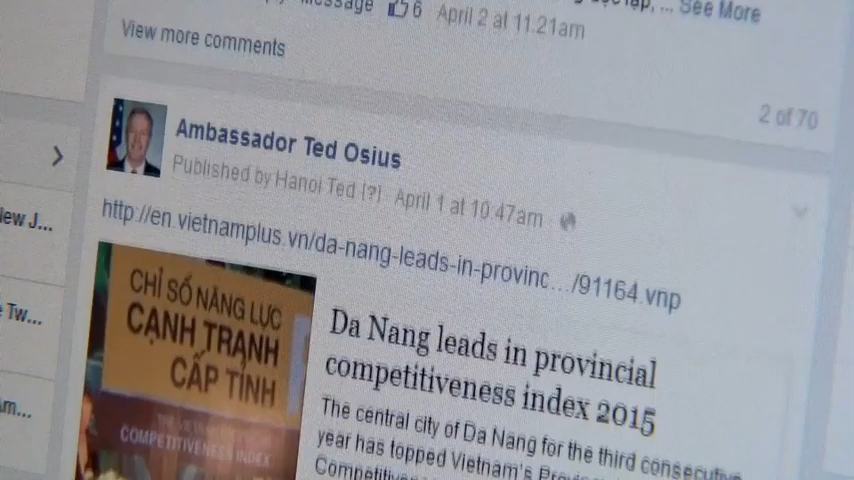 6 April 2 at 11:21am
See More
View more comments
2 of 70
Ambassador Ted Osius
Published by Hanoi Ted [?] April 1 at 10:47am
http://en.vietnamplus.vn/da-nang-leads-in-provinc.../91164.vnp
CHỈ SỐ NĂNG LỰC
CẠNH TRANH
CẤP TỈNH
COMPETITIVENESS INDEX
Da Nang leads in provincial
competitiveness index 2015
The central city of Da Nang for the third consecutive
year has topped Vietnam's